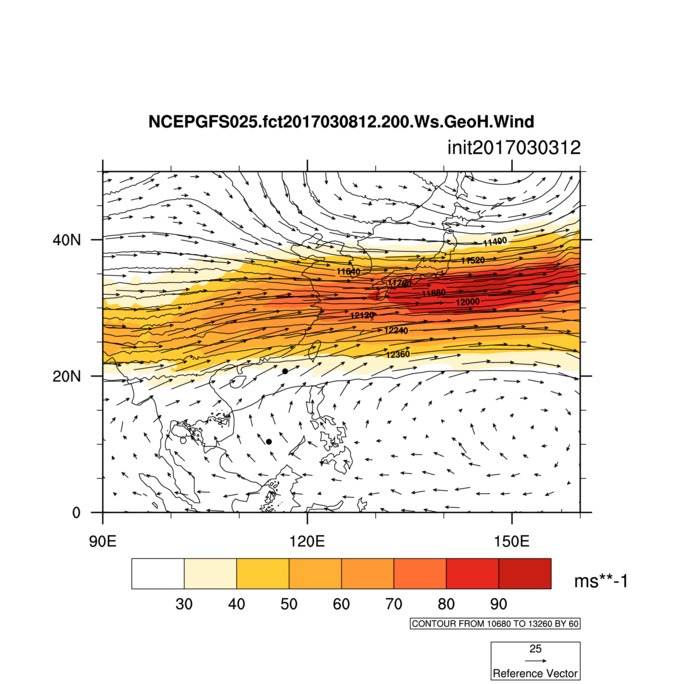 NCEPGFS025.fct2017030812.200.Ws.GeoH.Wind
init2017030312
40N
20N
0
11400
11520
11640
11760
11880
12000
12120
12240
12360
90E 120E 150E
30 40 50 60 70 80 90
ms**-1
CONTOUR FROM 10680 TO 13260 BY 60
25
Reference Vector